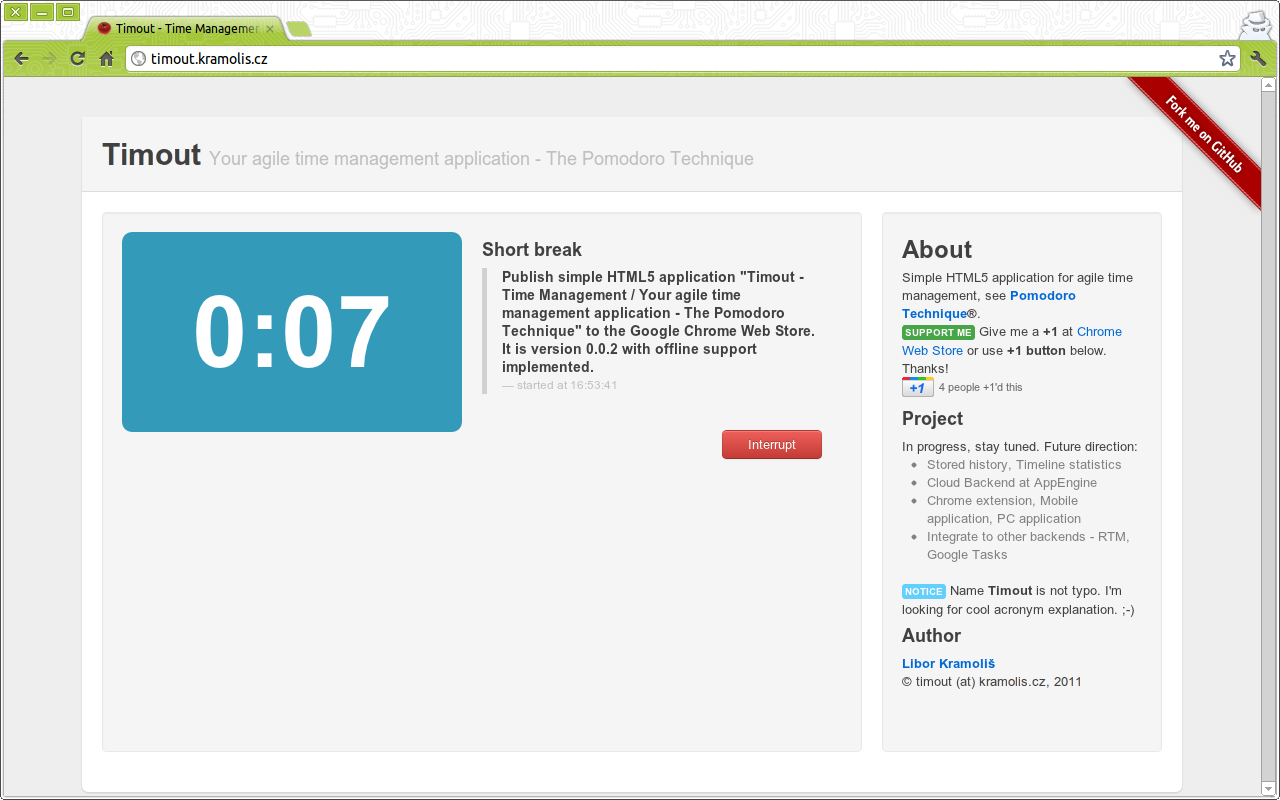 Timout - Time Managemen
timout.kramolis.cz
Fork me on GitHub
Timout Your agile time management application - The Pomodoro Technique
0:07
Short break
Publish simple HTML5 application "Timout -
Time Management / Your agile time
management application - The Pomodoro
Technique" to the Google Chrome Web Store.
It is version 0.0.2 with offline support
implemented.
— started at 16:53:41
Interrupt
About
Simple HTML5 application for agile time
management, see Pomodoro
Technique®.
SUPPORT ME Give me a +1 at Chrome
Web Store or use +1 button below.
Thanks!
+1 4 people +1'd this
Project
In progress, stay tuned. Future direction:
Stored history, Timeline statistics
Cloud Backend at AppEngine
Chrome extension, Mobile
application, PC application
Integrate to other backends - RTM,
Google Tasks
NOTICE Name Timout is not typo. I'm
looking for cool acronym explanation. ;-)
Author
Libor Kramoliš
© timout (at) kramolis.cz, 2011